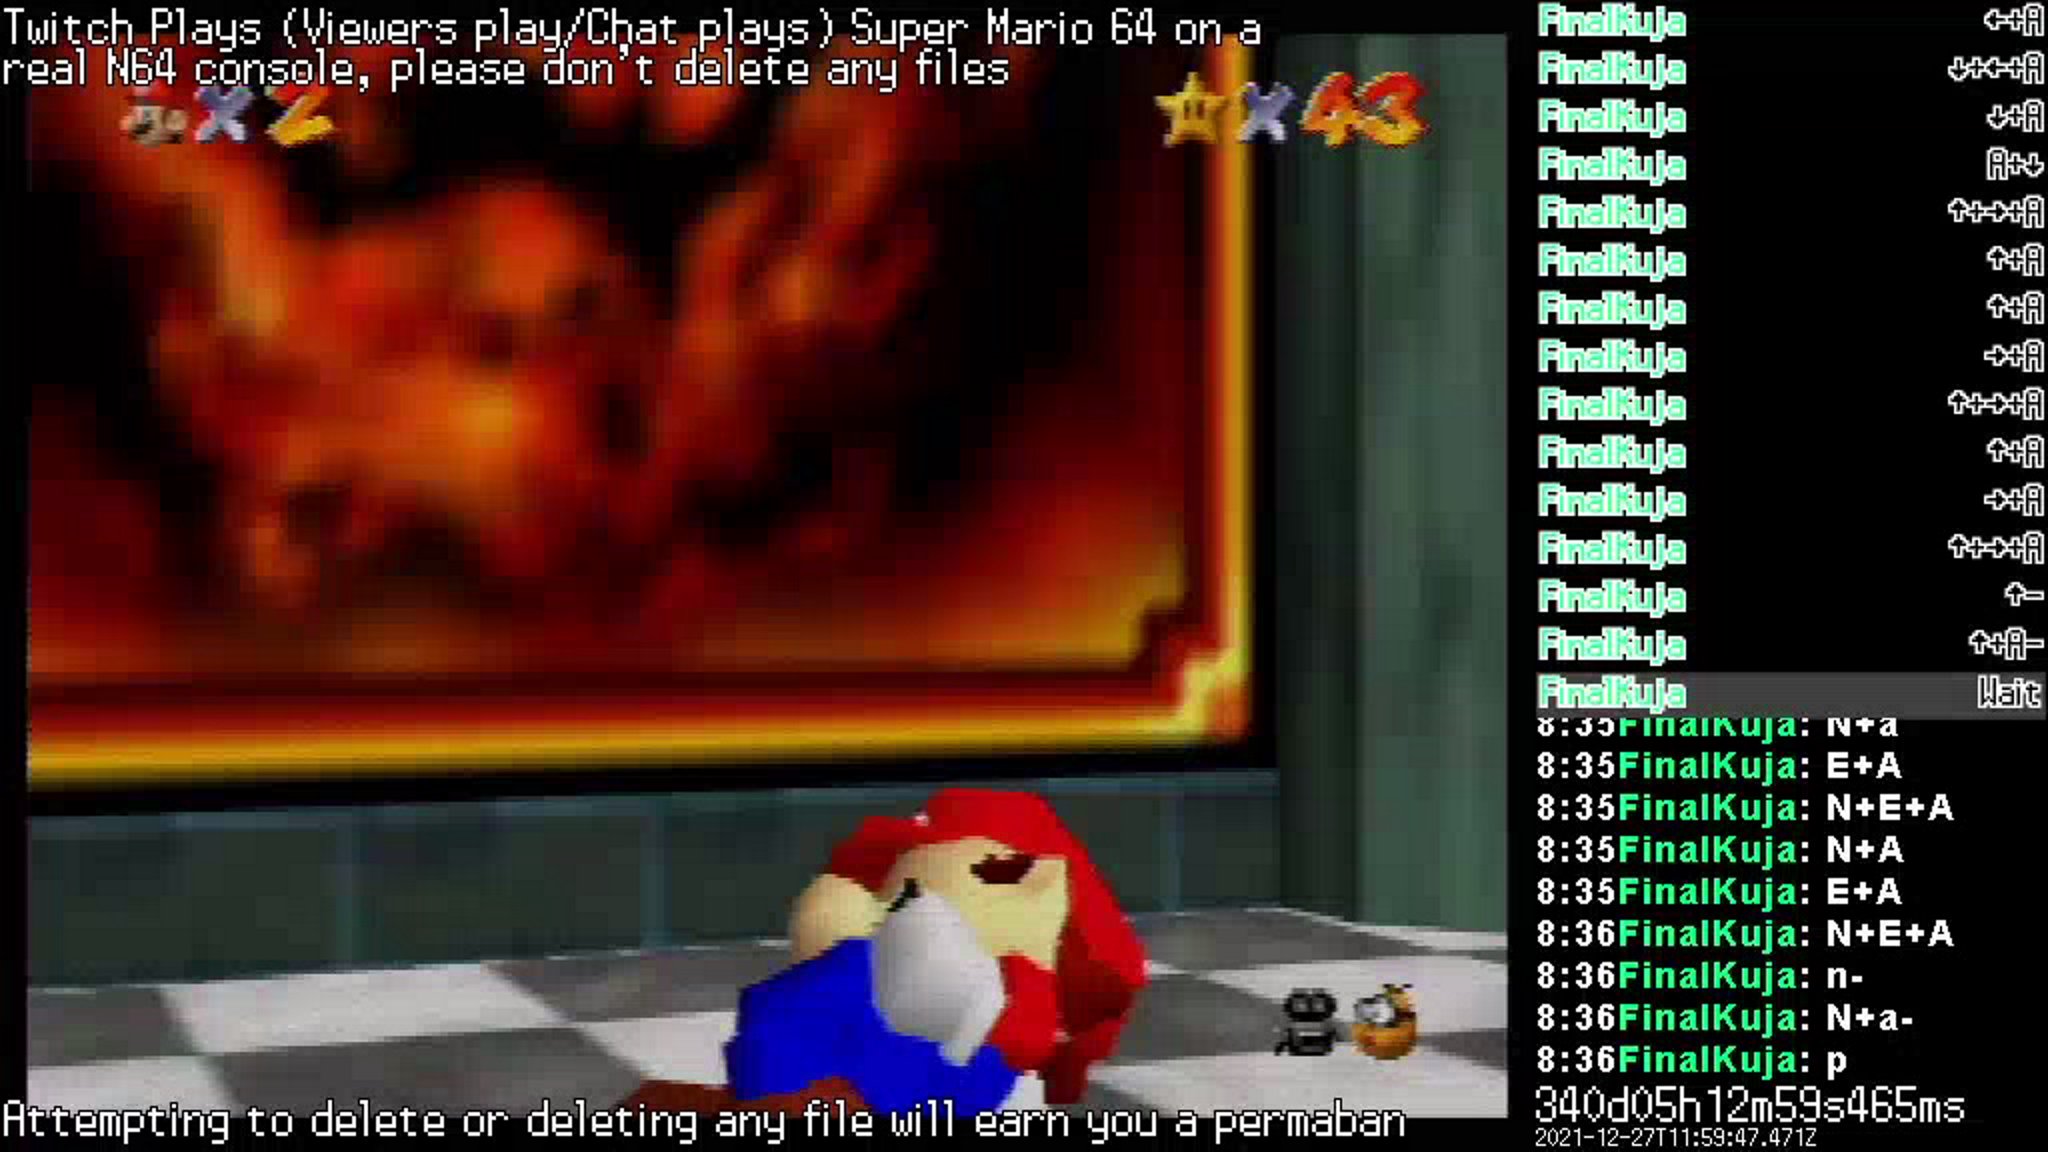 Twitch Plays (Viewers play/Chat plays) Super Mario 64 on a
real N64 console, please don't delete any files
x 2
x 43
FinalKuja ←+A
FinalKuja ↓+←+A
FinalKuja ↓+A
FinalKuja A+↓
FinalKuja ↑+→+A
FinalKuja ↑+A
FinalKuja ↑+A
FinalKuja →+A
FinalKuja ↑+→+A
FinalKuja ↑+A
FinalKuja →+A
FinalKuja ↑+→+A
FinalKuja ↑-
FinalKuja ↑+A-
FinalKuja Wait
8:35FinalKuja: N+a
8:35FinalKuja: E+A
8:35FinalKuja: N+E+A
8:35FinalKuja: N+A
8:35FinalKuja: E+A
8:36FinalKuja: N+E+A
8:36FinalKuja: n-
8:36FinalKuja: N+a-
8:36FinalKuja: p
340d05h12m59s465ms
2021-12-27T11:59:47.471Z
Attempting to delete or deleting any file will earn you a permaban